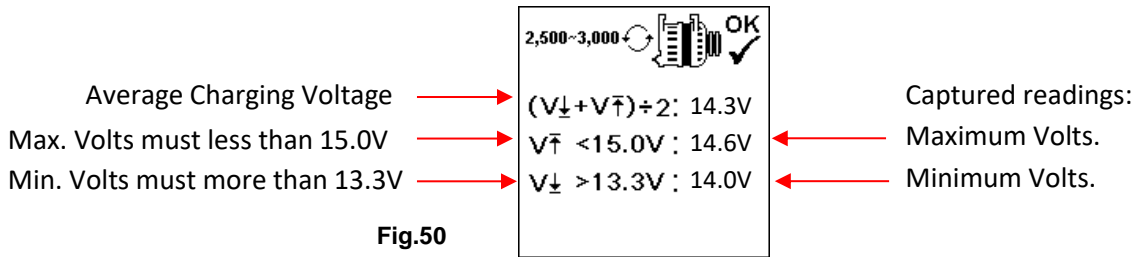 2,500~3,000 OK
Average Charging Voltage (V↓+V↑)÷2: 14.3V Captured readings:
Max. Volts must less than 15.0V V↑ <15.0V : 14.6V Maximum Volts.
Min. Volts must more than 13.3V V↓ >13.3V : 14.0V Minimum Volts.
Fig.50